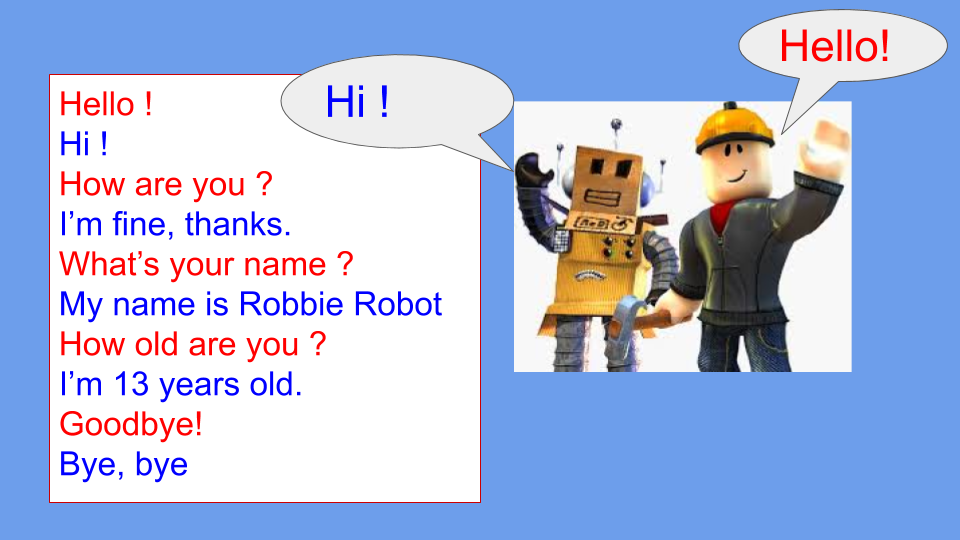 Hello!
Hi !
Hello !
Hi !
How are you ?
I’m fine, thanks.
What’s your name ?
My name is Robbie Robot
How old are you ?
I’m 13 years old.
Goodbye!
Bye, bye